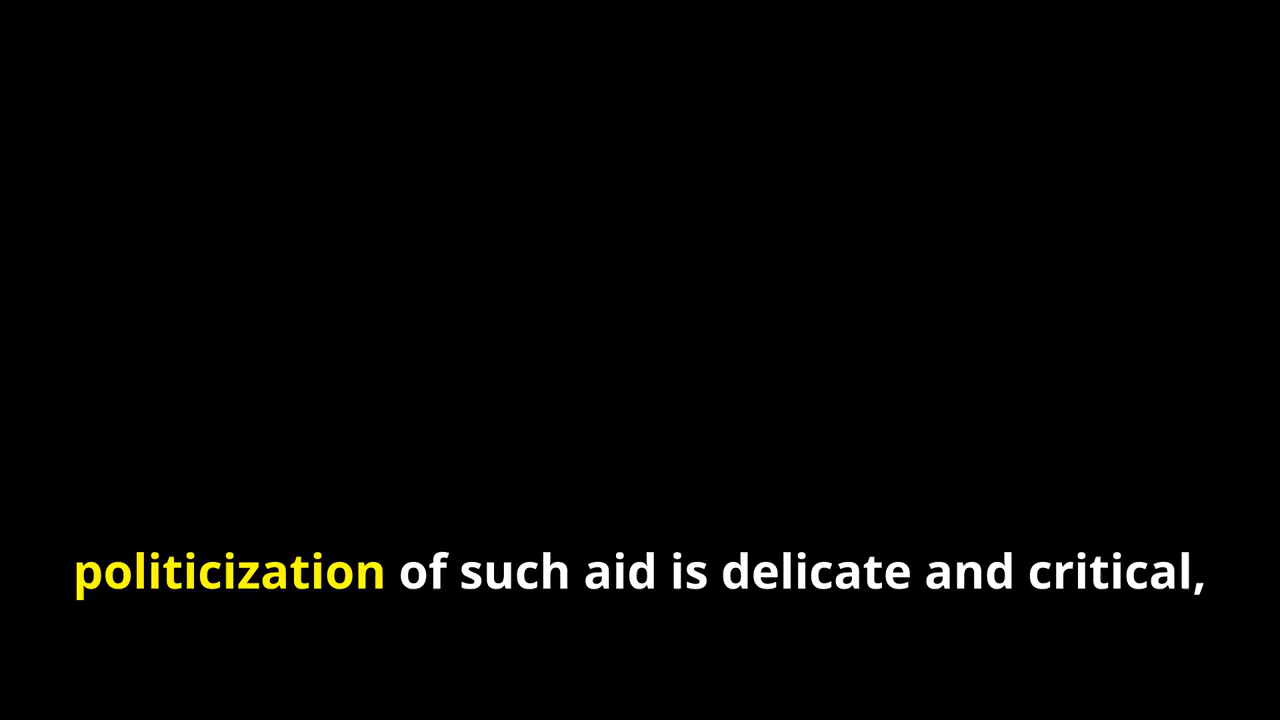 politicization of such aid is delicate and critical,